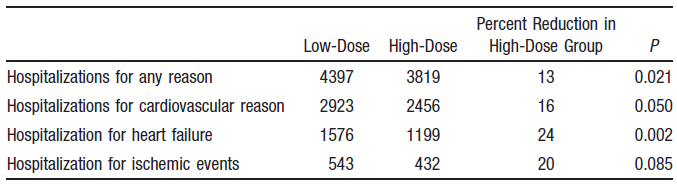 Percent Reduction in
Low-Dose High-Dose High-Dose Group P
Hospitalizations for any reason 4397 3819 13 0.021
Hospitalizations for cardiovascular reason 2923 2456 16 0.050
Hospitalization for heart failure 1576 1199 24 0.002
Hospitalization for ischemic events 543 432 20 0.085